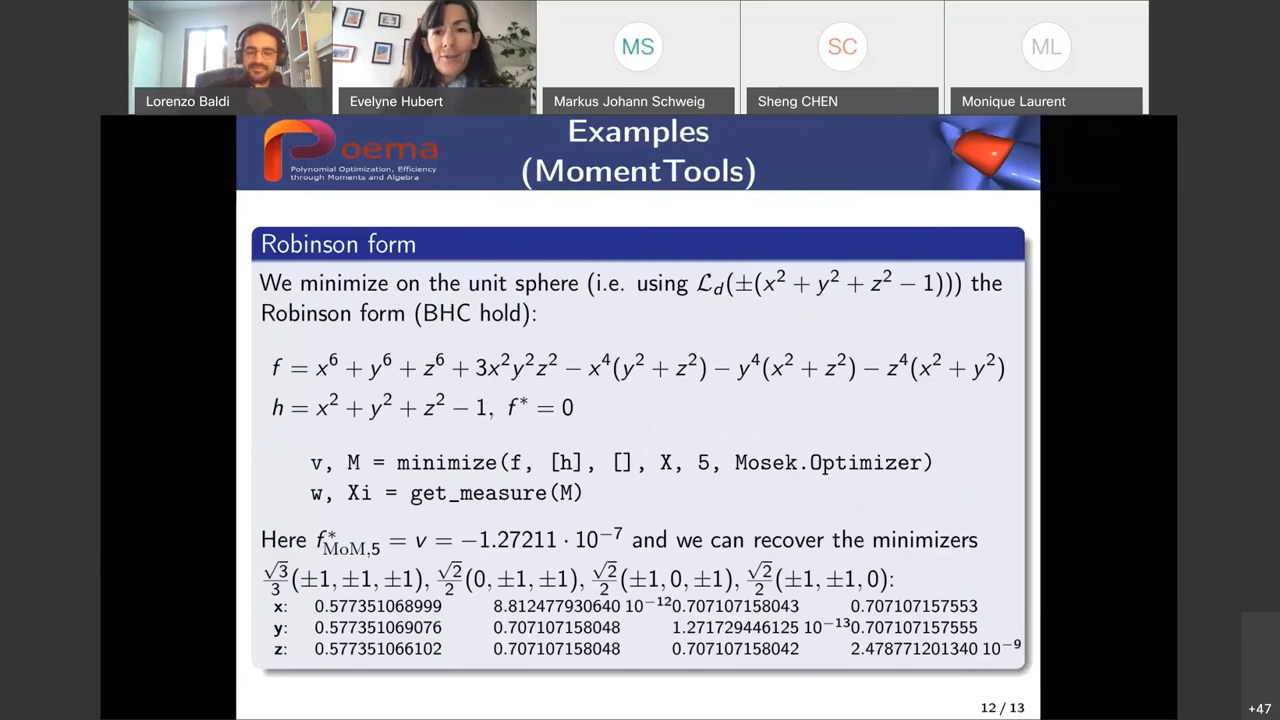 MS
SC
ML
Lorenzo Baldi
Evelyne Hubert
Markus Johann Schweig
Sheng CHEN
Monique Laurent
Poema
Polynomial Optimization, Efficiency
through Moments and Algebra
Examples
(MomentTools)
Robinson form
We minimize on the unit sphere (i.e. using ℒ_d(±(x² + y² + z² − 1))) the
Robinson form (BHC hold):
f = x⁶ + y⁶ + z⁶ + 3x²y²z² − x⁴(y² + z²) − y⁴(x² + z²) − z⁴(x² + y²)
h = x² + y² + z² − 1, f* = 0
v, M = minimize(f, [h], [], X, 5, Mosek.Optimizer)
w, Xi = get_measure(M)
Here f*_{MoM,5} = v = −1.27211 · 10⁻⁷ and we can recover the minimizers
√3/3(±1, ±1, ±1), √2/2(0, ±1, ±1), √2/2(±1, 0, ±1), √2/2(±1, ±1, 0):
x: 0.577351068999 8.812477930640 10⁻¹² 0.707107158043 0.707107157553
y: 0.577351069076 0.707107158048 1.271729446125 10⁻¹³ 0.707107157555
z: 0.577351066102 0.707107158048 0.707107158042 2.478771201340 10⁻⁹
12 / 13
+47